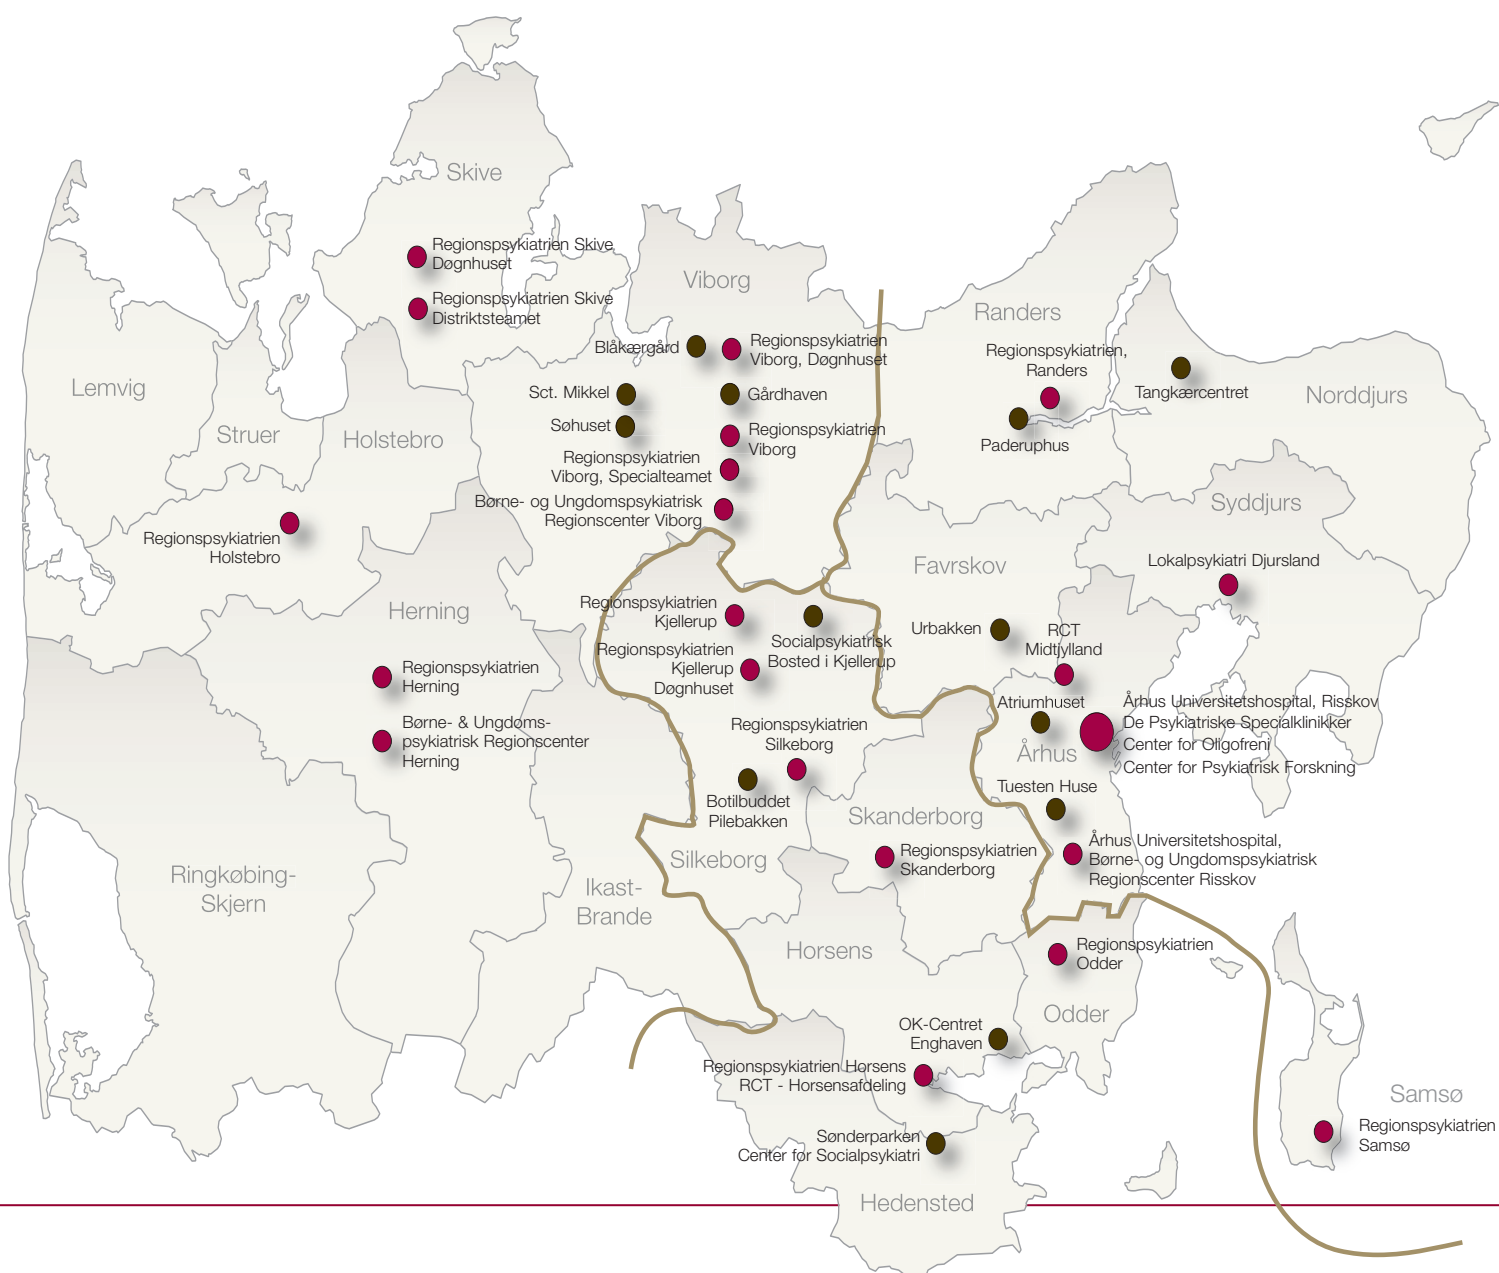 Skive
Regionspsykiatrien Skive
Døgnhuset
Regionspsykiatrien Skive
Distriktsteamet
Viborg
Blåkærgård
Regionspsykiatrien
Viborg, Døgnhuset
Sct. Mikkel
Gårdhaven
Søhuset
Regionspsykiatrien
Viborg
Regionspsykiatrien
Viborg, Specialteamet
Børne- og Ungdomspsykiatrisk
Regionscenter Viborg
Randers
Regionspsykiatrien,
Randers
Paderuphus
Tangkærcentret
Norddjurs
Lemvig
Struer
Holstebro
Regionspsykiatrien
Holstebro
Syddjurs
Lokalpsykiatri Djursland
Favrskov
Urbakken
RCT
Midtjylland
Herning
Regionspsykiatrien
Herning
Børne- & Ungdoms-
psykiatrisk Regionscenter
Herning
Regionspsykiatrien
Kjellerup
Socialpsykiatrisk
Bosted i Kjellerup
Regionspsykiatrien
Kjellerup
Døgnhuset
Regionspsykiatrien
Silkeborg
Botilbuddet
Pilebakken
Silkeborg
Atriumhuset
Århus
Århus Universitetshospital, Risskov
De Psykiatriske Specialklinikker
Center for Oligofreni
Center for Psykiatrisk Forskning
Tuesten Huse
Århus Universitetshospital,
Børne- og Ungdomspsykiatrisk
Regionscenter Risskov
Skanderborg
Regionspsykiatrien
Skanderborg
Ringkøbing-
Skjern
Ikast-
Brande
Horsens
Regionspsykiatrien
Odder
Odder
OK-Centret
Enghaven
Regionspsykiatrien Horsens
RCT - Horsensafdeling
Sønderparken
Center for Socialpsykiatri
Hedensted
Samsø
Regionspsykiatrien
Samsø